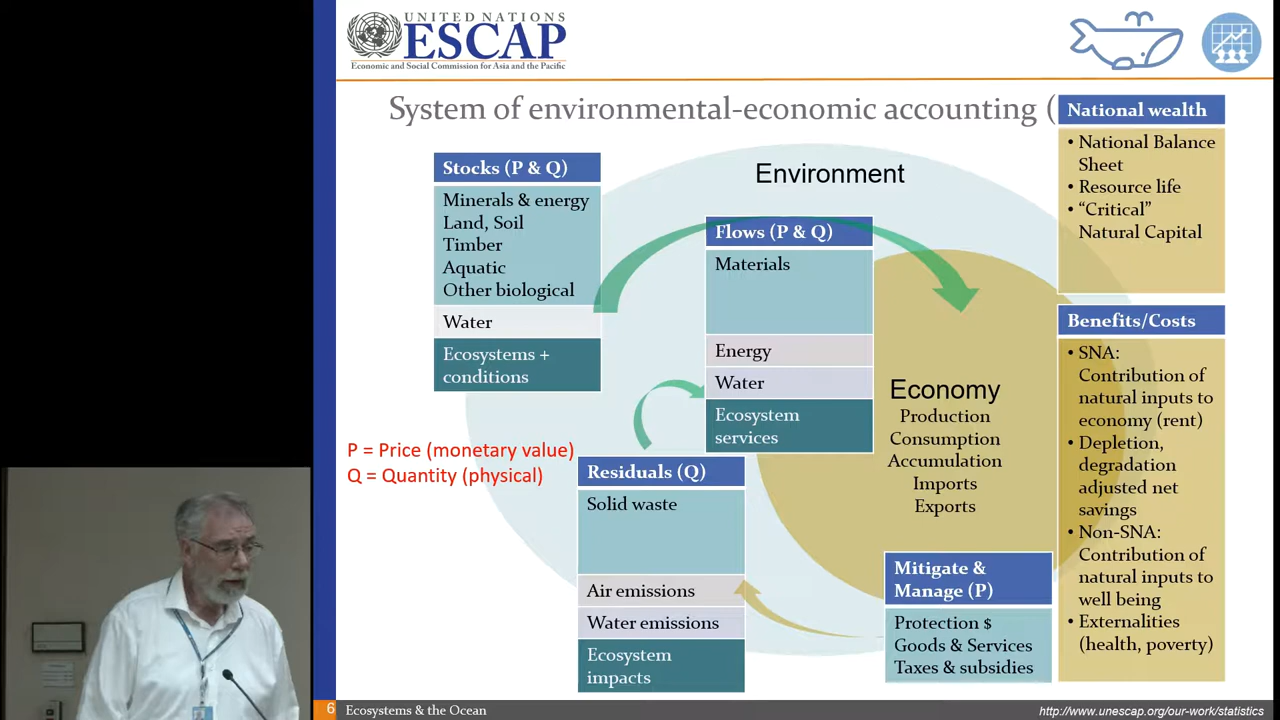 UNITED NATIONS
ESCAP
Economic and Social Commission for Asia and the Pacific
System of environmental-economic accounting (
National wealth
• National Balance
Sheet
• Resource life
• “Critical”
Natural Capital
Stocks (P & Q)
Minerals & energy
Land, Soil
Timber
Aquatic
Other biological
Water
Ecosystems +
conditions
Environment
Flows (P & Q)
Materials
Energy
Water
Ecosystem
services
Economy
Production
Consumption
Accumulation
Imports
Exports
Benefits/Costs
• SNA:
Contribution of
natural inputs to
economy (rent)
• Depletion,
degradation
adjusted net
savings
• Non-SNA:
Contribution of
natural inputs to
well being
• Externalities
(health, poverty)
P = Price (monetary value)
Q = Quantity (physical)
Residuals (Q)
Solid waste
Air emissions
Water emissions
Ecosystem
impacts
Mitigate &
Manage (P)
Protection $
Goods & Services
Taxes & subsidies
6
Ecosystems & the Ocean
http://www.unescap.org/our-work/statistics